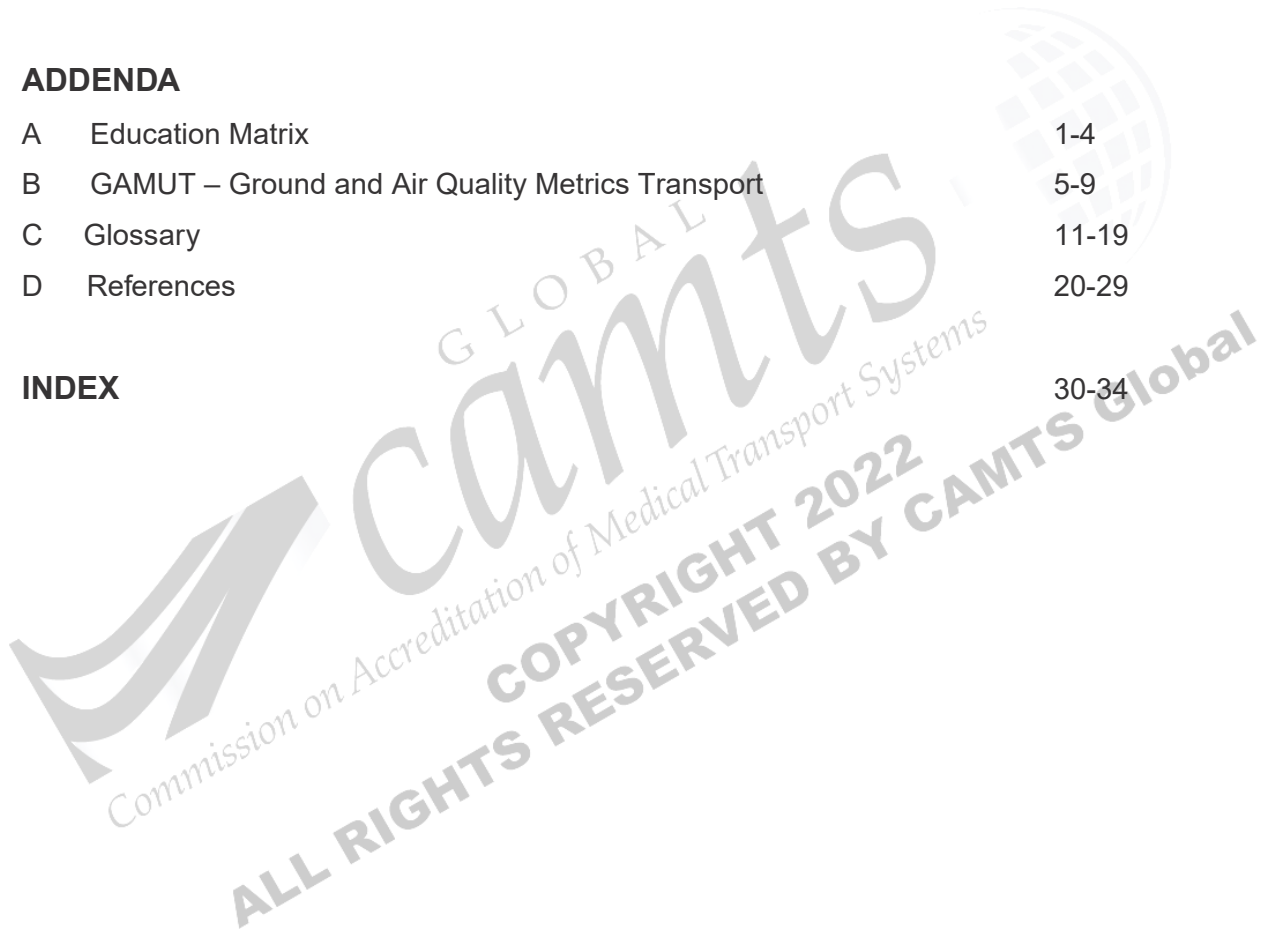 ADDENDA
A Education Matrix 1-4
B GAMUT – Ground and Air Quality Metrics Transport 5-9
C Glossary 11-19
D References 20-29
INDEX 30-34
GLOBAL
camts
Commission on Accreditation of Medical Transport Systems
COPYRIGHT 2022
ALL RIGHTS RESERVED BY CAMTS Global